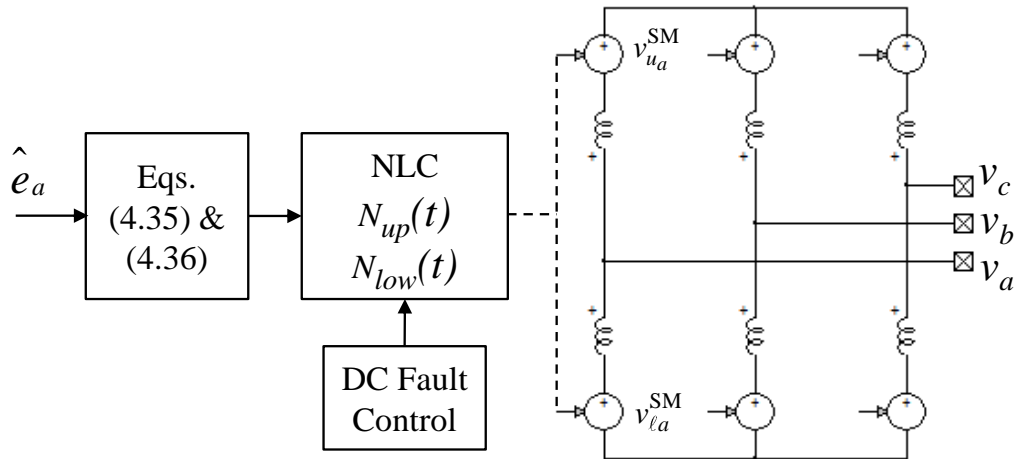 ê_a
Eqs.
(4.35) &
(4.36)
NLC
N_up(t)
N_low(t)
DC Fault
Control
v_{u_a}^{SM}
v_{ℓ_a}^{SM}
+ + +
+ + +
+ + +
+ + +
v_c
v_b
v_a